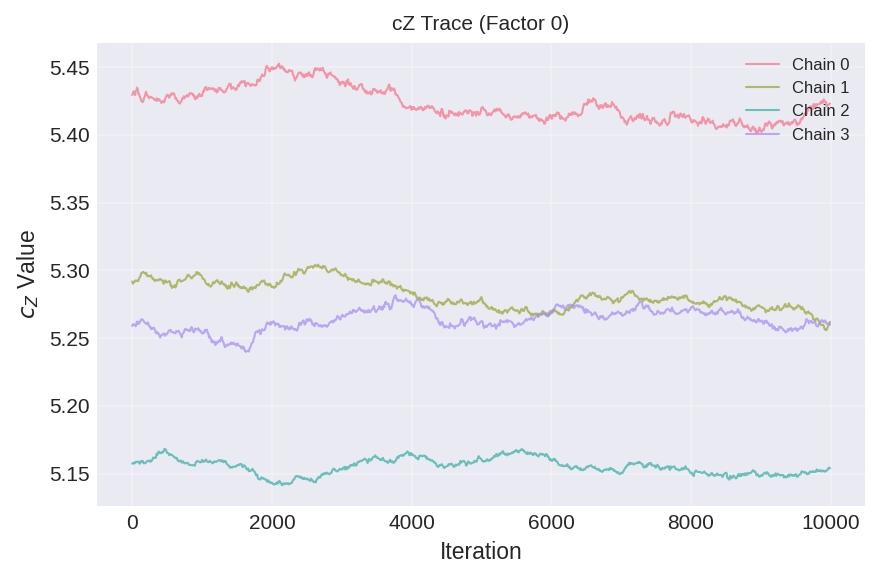 cZ Trace (Factor 0)
Chain 0
Chain 1
Chain 2
Chain 3
5.45
5.40
5.35
5.30
5.25
5.20
5.15
cZ Value
0 2000 4000 6000 8000 10000
Iteration